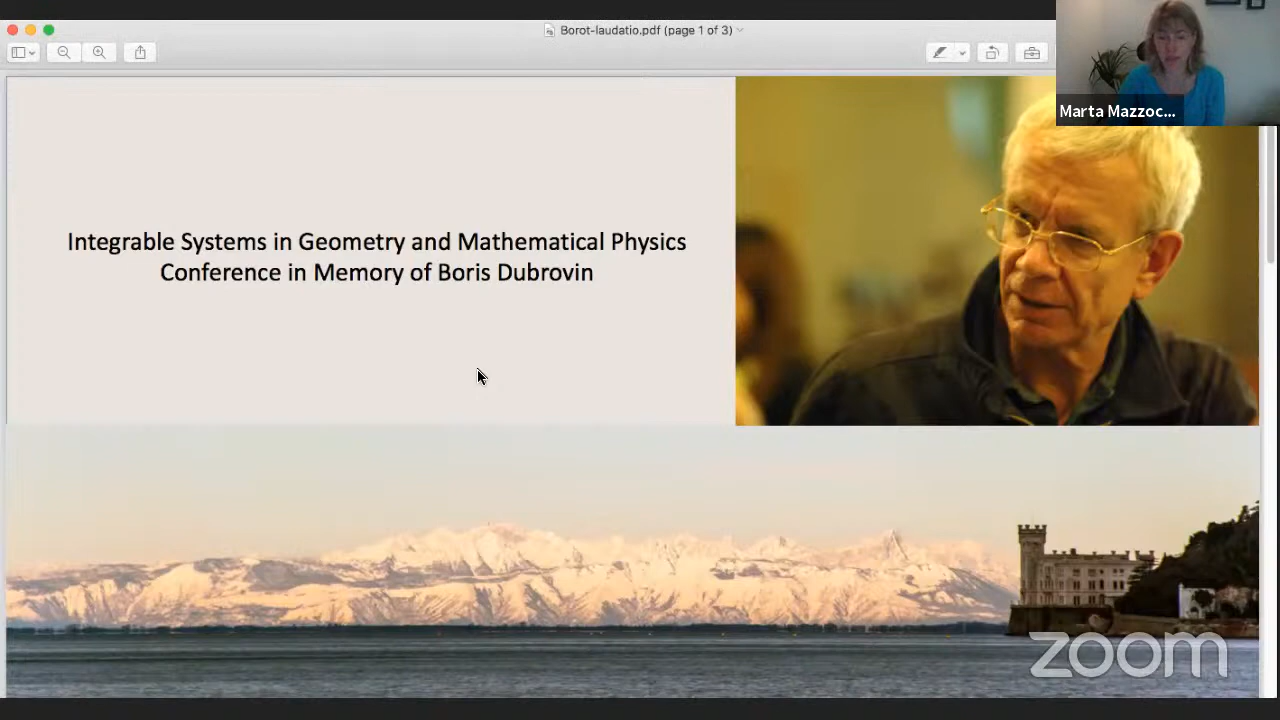 Borot-laudatio.pdf (page 1 of 3)
Marta Mazzoc...
Integrable Systems in Geometry and Mathematical Physics
Conference in Memory of Boris Dubrovin
zoom